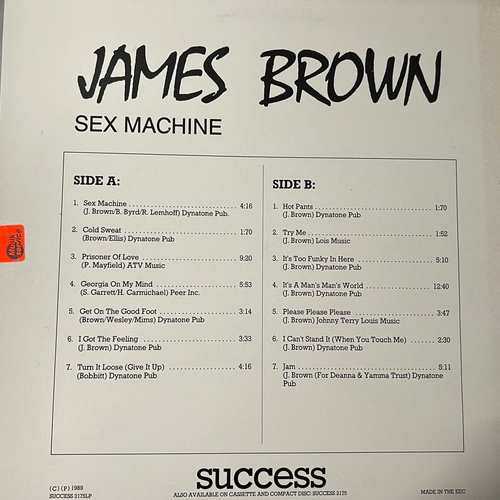 JAMES BROWN
SEX MACHINE
SIDE A:
1. Sex Machine ........................ 4:16
(J. Brown/B. Byrd/R. Lemhoff) Dynatone Pub.
2. Cold Sweat ........................ 1:70
(Brown/Ellis) Dynatone Pub
3. Prisoner Of Love .................. 9:20
(P. Mayfield) ATV Music
4. Georgia On My Mind ................ 5:53
(S. Garrett/H. Carmichael) Peer Inc.
5. Get On The Good Foot .............. 3:14
(Brown/Wesley/Mims) Dynatone Pub
6. I Got The Feeling ................. 3:33
(J. Brown) Dynatone Pub
7. Turn It Loose (Give It Up) ........ 4:16
(Bobbitt) Dynatone Pub
SIDE B:
1. Hot Pants ......................... 1:70
(J. Brown) Dynatone Pub
2. Try Me ............................ 1:52
(J. Brown) Lois Music
3. It's Too Funky In Here ............ 5:10
(J. Brown) Dynatone Pub
4. It's A Man's Man's World .......... 12:40
(J. Brown) Dynatone Pub
5. Please Please Please .............. 3:47
(J. Brown) Johnny Terry Louis Music
6. I Can't Stand It (When You Touch Me) ...... 2:30
(J. Brown) Dynatone Pub
7. Jam ............................... 5:11
(J. Brown (For Deanna & Yamma Trust) Dynatone
Pub
(C) (P) 1989
SUCCESS 2175LP
success
ALSO AVAILABLE ON CASSETTE AND COMPACT DISC: SUCCESS 2175
MADE IN THE EEC